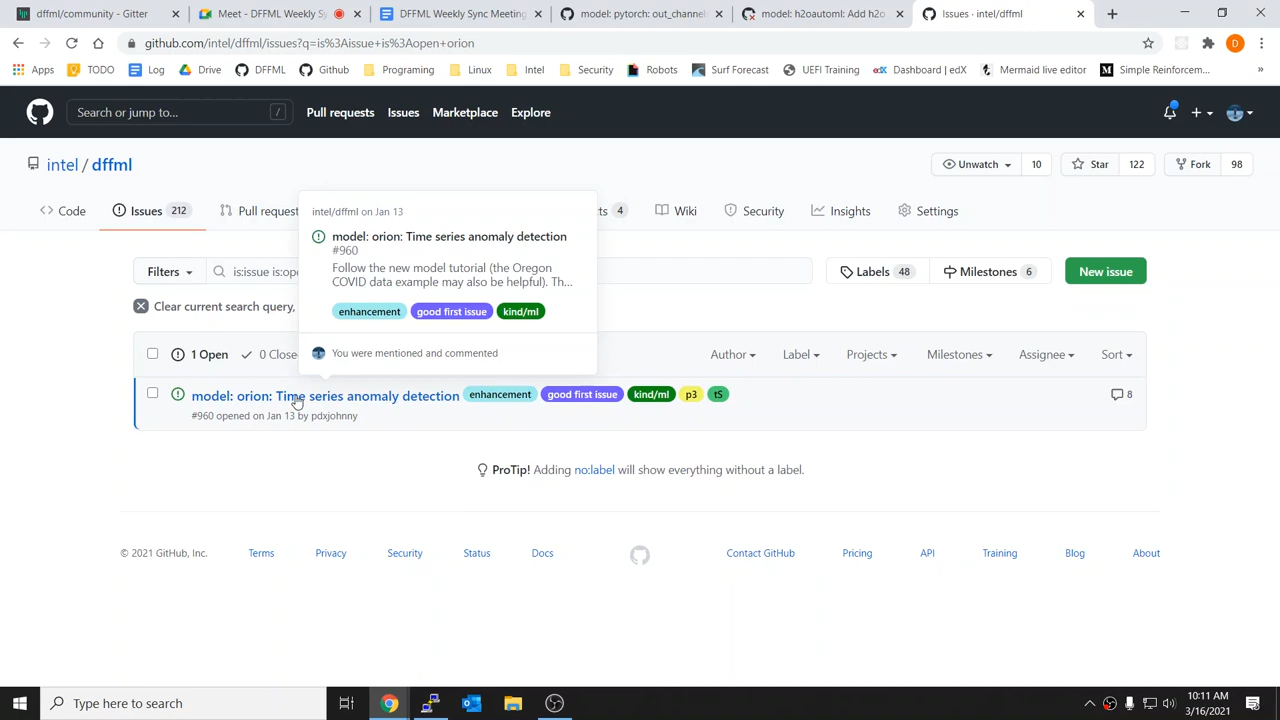 dffml/community - Gitter
Meet - DFFML Weekly Sy
DFFML Weekly Sync Meeting
model: pytorch: out_channel
model: h2oautoml: Add h2o
Issues · intel/dffml
github.com/intel/dffml/issues?q=is%3Aissue+is%3Aopen+orion
D
Apps
TODO
Log
Drive
DFFML
Github
Programing
Linux
Intel
Security
Robots
Surf Forecast
UEFI Training
Dashboard | edX
Mermaid live editor
Simple Reinforcem...
Search or jump to...
/
Pull requests
Issues
Marketplace
Explore
intel / dffml
Unwatch
10
Star
122
Fork
98
Code
Issues 212
Pull request
ts 4
Wiki
Security
Insights
Settings
intel/dffml on Jan 13
model: orion: Time series anomaly detection
#960
Follow the new model tutorial (the Oregon
COVID data example may also be helpful). Th...
enhancement
good first issue
kind/ml
You were mentioned and commented
Filters
is:issue is:ope
Labels 48
Milestones 6
New issue
Clear current search query,
1 Open
0 Close
Author
Label
Projects
Milestones
Assignee
Sort
model: orion: Time series anomaly detection
enhancement
good first issue
kind/ml
p3
tS
8
#960 opened on Jan 13 by pdxjohnny
ProTip! Adding no:label will show everything without a label.
© 2021 GitHub, Inc.
Terms
Privacy
Security
Status
Docs
Contact GitHub
Pricing
API
Training
Blog
About
Type here to search
10:11 AM
3/16/2021